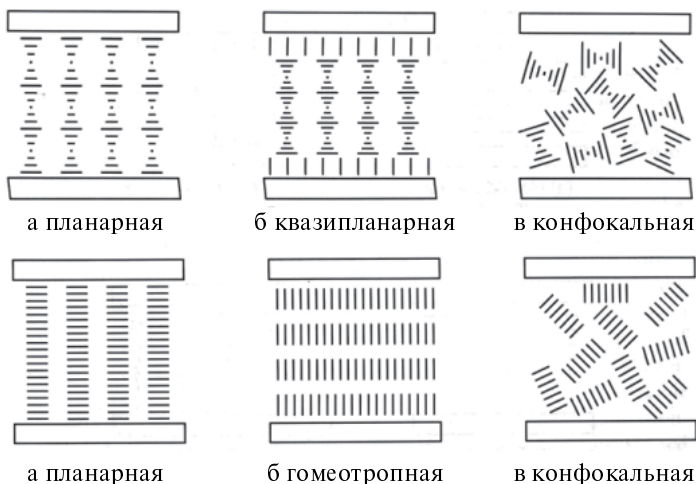 а планарная б квазипланарная в конфокальная
а планарная б гомеотропная в конфокальная